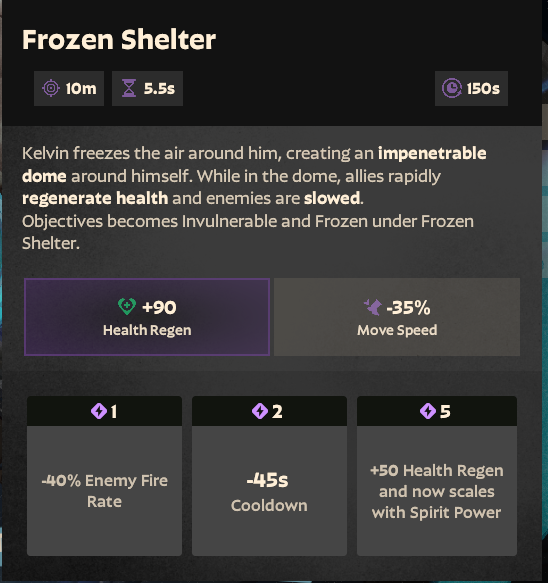 Frozen Shelter
10m 5.5s 150s
Kelvin freezes the air around him, creating an impenetrable
dome around himself. While in the dome, allies rapidly
regenerate health and enemies are slowed.
Objectives becomes Invulnerable and Frozen under Frozen
Shelter.
+90 -35%
Health Regen Move Speed
1 2 5
-40% Enemy Fire
Rate
-45s
Cooldown
+50 Health Regen
and now scales
with Spirit Power